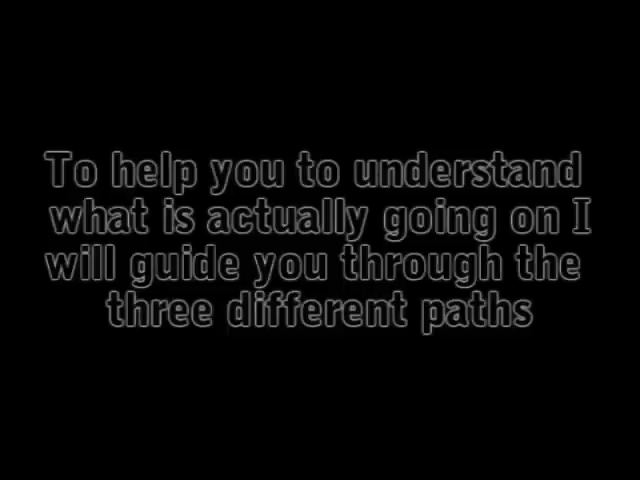 To help you to understand
what is actually going on I
will guide you through the
three different paths